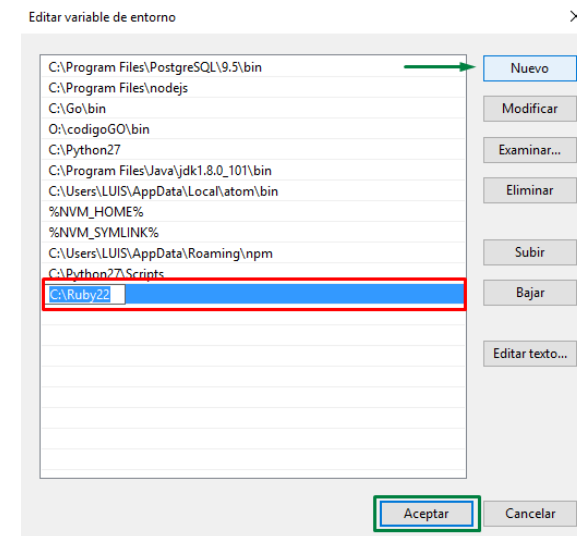 Editar variable de entorno
C:\Program Files\PostgreSQL\9.5\bin
C:\Program Files\nodejs
C:\Go\bin
O:\codigoGO\bin
C:\Python27
C:\Program Files\Java\jdk1.8.0_101\bin
C:\Users\LUIS\AppData\Local\atom\bin
%NVM_HOME%
%NVM_SYMLINK%
C:\Users\LUIS\AppData\Roaming\npm
C:\Python27\Scripts
C:\Ruby22
Nuevo
Modificar
Examinar...
Eliminar
Subir
Bajar
Editar texto...
Aceptar
Cancelar